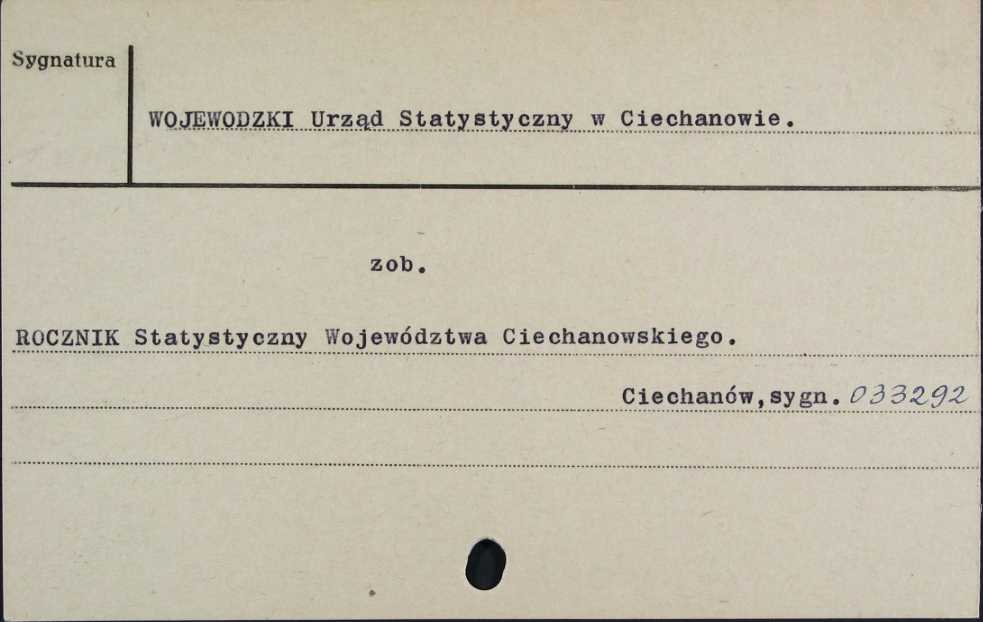 Sygnatura
WOJEWODZKI Urząd Statystyczny w Ciechanowie.
zob.
ROCZNIK Statystyczny Województwa Ciechanowskiego.
Ciechanów,sygn. 033292